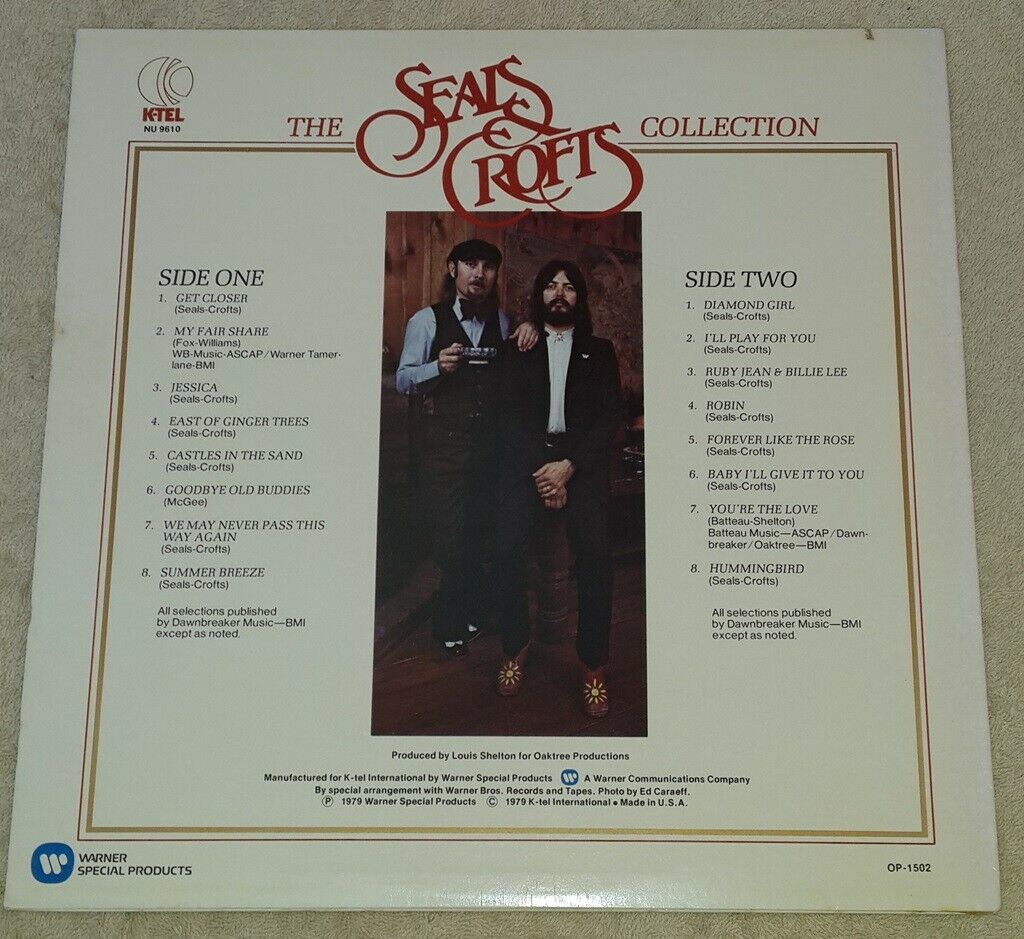 K-TEL
NU 9610
THE SEALS & CROFTS COLLECTION
SIDE ONE
1. GET CLOSER
(Seals-Crofts)
2. MY FAIR SHARE
(Fox-Williams)
WB-Music-ASCAP/Warner Tamer-
lane-BMI
3. JESSICA
(Seals-Crofts)
4. EAST OF GINGER TREES
(Seals-Crofts)
5. CASTLES IN THE SAND
(Seals-Crofts)
6. GOODBYE OLD BUDDIES
(McGee)
7. WE MAY NEVER PASS THIS
WAY AGAIN
(Seals-Crofts)
8. SUMMER BREEZE
(Seals-Crofts)
All selections published
by Dawnbreaker Music—BMI
except as noted.
SIDE TWO
1. DIAMOND GIRL
(Seals-Crofts)
2. I'LL PLAY FOR YOU
(Seals-Crofts)
3. RUBY JEAN & BILLIE LEE
(Seals-Crofts)
4. ROBIN
(Seals-Crofts)
5. FOREVER LIKE THE ROSE
(Seals-Crofts)
6. BABY I'LL GIVE IT TO YOU
(Seals-Crofts)
7. YOU'RE THE LOVE
(Batteau-Shelton)
Batteau Music—ASCAP/Dawn-
breaker/Oaktree—BMI
8. HUMMINGBIRD
(Seals-Crofts)
All selections published
by Dawnbreaker Music—BMI
except as noted.
Produced by Louis Shelton for Oaktree Productions
Manufactured for K-tel International by Warner Special Products W A Warner Communications Company
By special arrangement with Warner Bros. Records and Tapes. Photo by Ed Caraeff.
Ⓟ 1979 Warner Special Products © 1979 K-tel International • Made in U.S.A.
WARNER
SPECIAL PRODUCTS
OP-1502